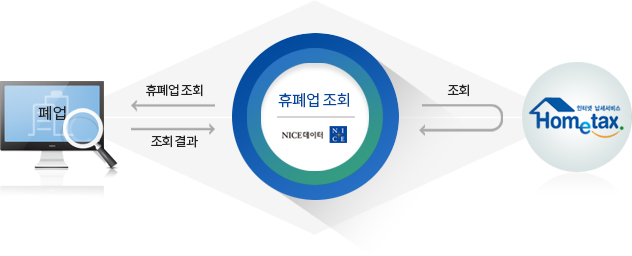 폐업
휴폐업 조회
조회 결과
휴폐업 조회
NICE데이터 NICE
조회
인터넷 납세서비스
Hometax.